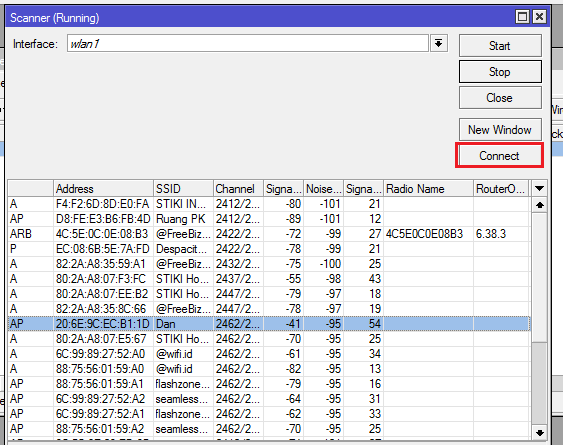 Scanner (Running)
Interface: wlan1
Start
Stop
Close
New Window
Connect
Address SSID Channel Signa... Noise... Signa... Radio Name RouterO...
A F4:F2:6D:8D:E0:FA STIKI IN... 2412/2... -80 -101 21
AP D8:FE:E3:B6:FB:4D Ruang PK 2412/2... -89 -101 12
ARB 4C:5E:0C:0E:08:B3 @FreeBiz... 2422/2... -72 -99 27 4C5E0C0E08B3 6.38.3
P EC:08:6B:5E:7A:FD Despacit... 2422/2... -78 -99 21
A 82:2A:A8:35:59:A1 @FreeBiz... 2432/2... -75 -100 25
A 80:2A:A8:07:F3:FC STIKI Ho... 2437/2... -55 -98 43
A 80:2A:A8:07:EE:B2 STIKI Ho... 2447/2... -79 -97 18
A 82:2A:A8:35:8C:66 @FreeBiz... 2447/2... -78 -97 19
AP 20:6E:9C:EC:B1:1D Dan 2462/2... -41 -95 54
A 80:2A:A8:07:E5:67 STIKI Ho... 2462/2... -70 -95 25
A 6C:99:89:27:52:A0 @wifi.id 2462/2... -61 -95 34
A 88:75:56:01:59:A0 @wifi.id 2462/2... -82 -95 13
AP 88:75:56:01:59:A1 flashzone... 2462/2... -79 -95 16
AP 6C:99:89:27:52:A2 seamless... 2462/2... -64 -95 31
AP 6C:99:89:27:52:A1 flashzone... 2462/2... -62 -95 33
AP 88:75:56:01:59:A2 seamless... 2462/2... -70 -95 25